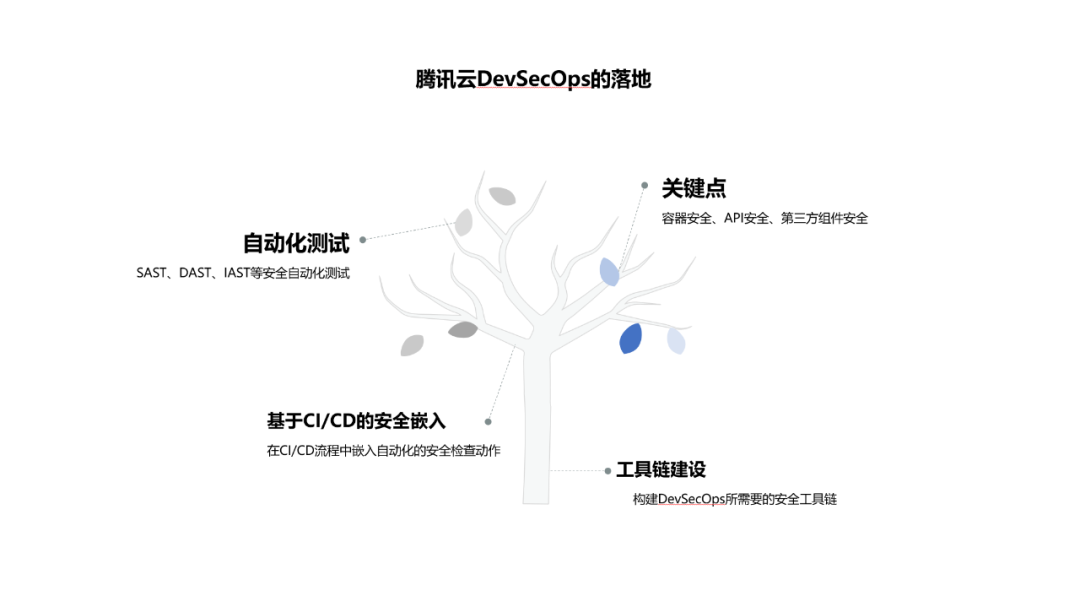 腾讯云DevSecOps的落地
关键点
容器安全、API安全、第三方组件安全
自动化测试
SAST、DAST、IAST等安全自动化测试
基于CI/CD的安全嵌入
在CI/CD流程中嵌入自动化的安全检查动作
工具链建设
构建DevSecOps所需要的安全工具链